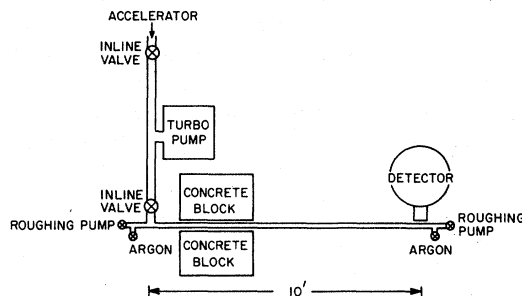 ACCELERATOR
INLINE
VALVE
TURBO
PUMP
INLINE
VALVE
CONCRETE
BLOCK
DETECTOR
ROUGHING PUMP
ROUGHING
PUMP
ARGON
CONCRETE
BLOCK
ARGON
10'